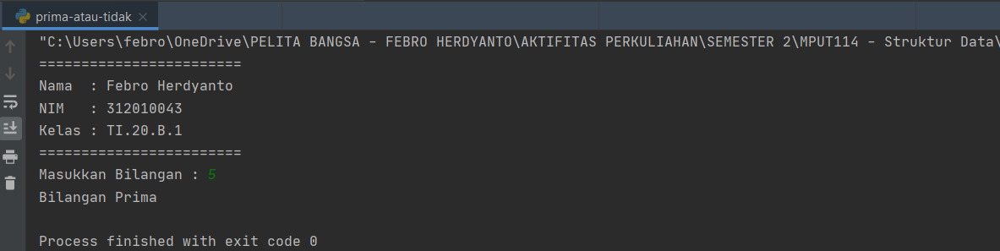 prima-atau-tidak
"C:\Users\febro\OneDrive\PELITA BANGSA - FEBRO HERDYANTO\AKTIFITAS PERKULIAHAN\SEMESTER 2\MPUT114 - Struktur Data\
========================
Nama  : Febro Herdyanto
NIM   : 312010043
Kelas : TI.20.B.1
========================
Masukkan Bilangan : 5
Bilangan Prima
Process finished with exit code 0